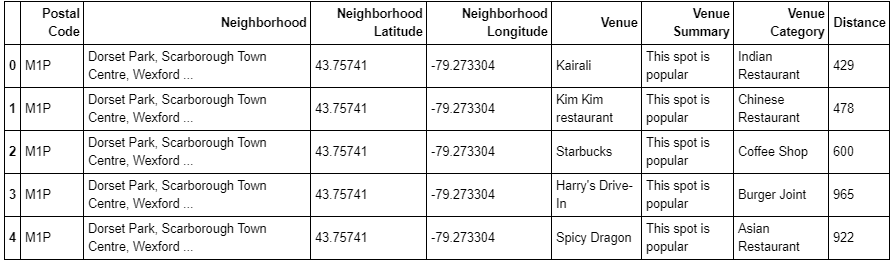 Postal Code Neighborhood Neighborhood Latitude Neighborhood Longitude Venue Venue Summary Venue Category Distance
0 M1P Dorset Park, Scarborough Town Centre, Wexford ... 43.75741 -79.273304 Kairali This spot is popular Indian Restaurant 429
1 M1P Dorset Park, Scarborough Town Centre, Wexford ... 43.75741 -79.273304 Kim Kim restaurant This spot is popular Chinese Restaurant 478
2 M1P Dorset Park, Scarborough Town Centre, Wexford ... 43.75741 -79.273304 Starbucks This spot is popular Coffee Shop 600
3 M1P Dorset Park, Scarborough Town Centre, Wexford ... 43.75741 -79.273304 Harry's Drive-In This spot is popular Burger Joint 965
4 M1P Dorset Park, Scarborough Town Centre, Wexford ... 43.75741 -79.273304 Spicy Dragon This spot is popular Asian Restaurant 922